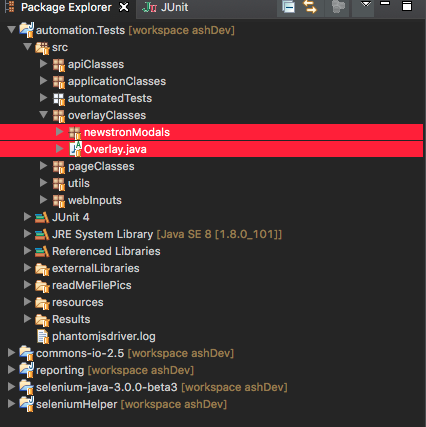 Package Explorer JUnit
automation.Tests [workspace ashDev]
src
apiClasses
applicationClasses
automatedTests
overlayClasses
newstronModals
Overlay.java
pageClasses
utils
webInputs
JUnit 4
JRE System Library [Java SE 8 [1.8.0_101]]
Referenced Libraries
externalLibraries
readMeFilePics
resources
Results
phantomjsdriver.log
commons-io-2.5 [workspace ashDev]
reporting [workspace ashDev]
selenium-java-3.0.0-beta3 [workspace ashDev]
seleniumHelper [workspace ashDev]